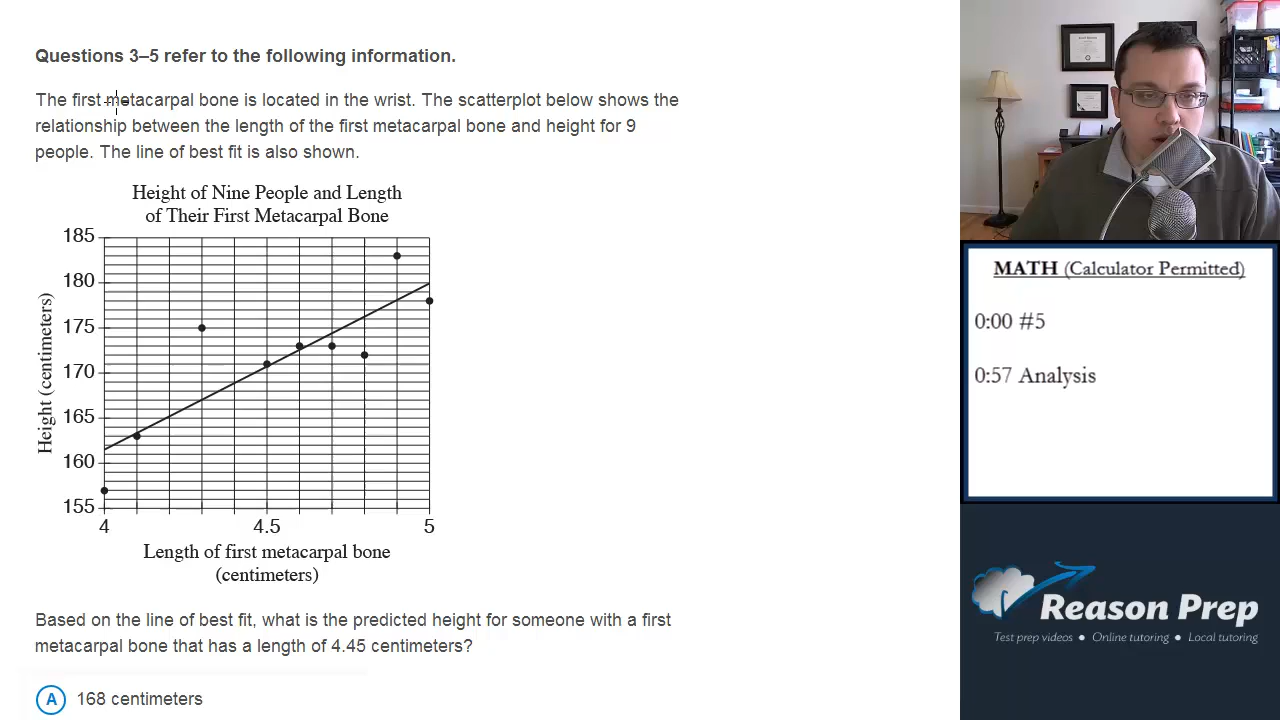 Questions 3–5 refer to the following information.
The first metacarpal bone is located in the wrist. The scatterplot below shows the
relationship between the length of the first metacarpal bone and height for 9
people. The line of best fit is also shown.
Height of Nine People and Length
of Their First Metacarpal Bone
185
180
175
170
165
160
155
Height (centimeters)
4 4.5 5
Length of first metacarpal bone
(centimeters)
Based on the line of best fit, what is the predicted height for someone with a first
metacarpal bone that has a length of 4.45 centimeters?
A 168 centimeters
MATH (Calculator Permitted)
0:00 #5
0:57 Analysis
Reason Prep
Test prep videos ● Online tutoring ● Local tutoring